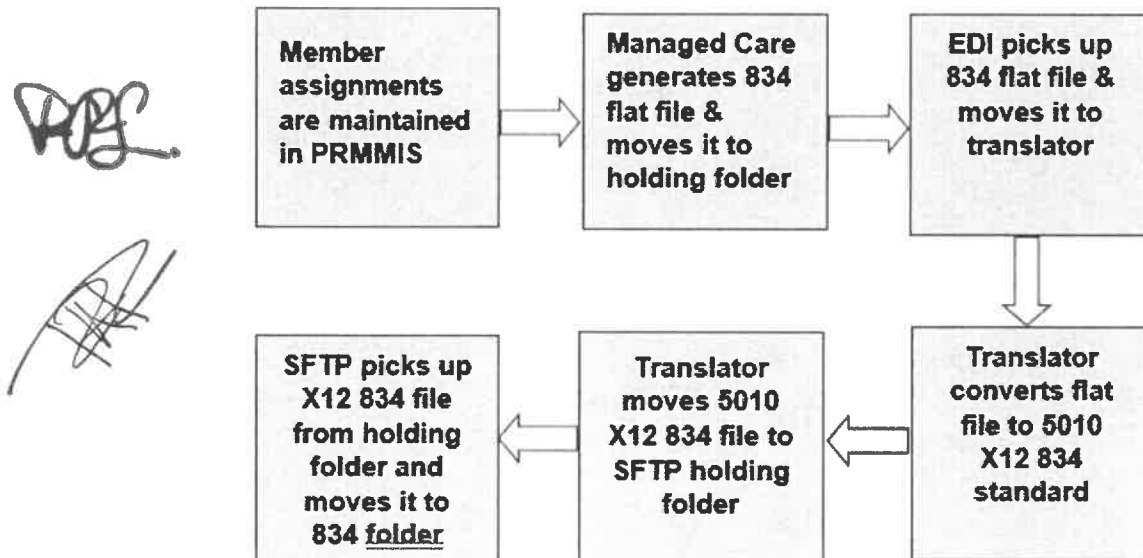 Member
assignments
are maintained
in PRMMIS
Managed Care
generates 834
flat file &
moves it to
holding folder
EDI picks up
834 flat file &
moves it to
translator
Translator
converts flat
file to 5010
X12 834
standard
Translator
moves 5010
X12 834 file to
SFTP holding
folder
SFTP picks up
X12 834 file
from holding
folder and
moves it to
834 folder